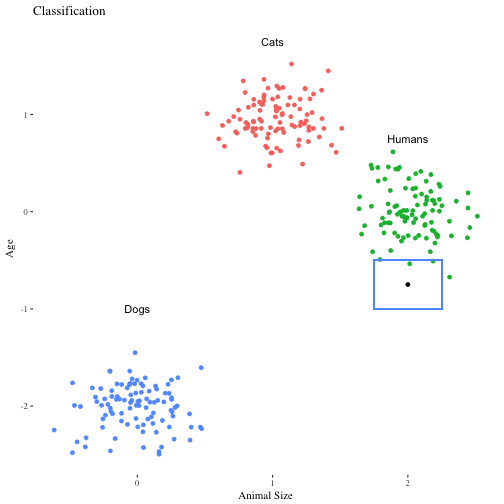 Classification
Cats
Humans
Dogs
1
0
-1
-2
Age
0
1
2
Animal Size